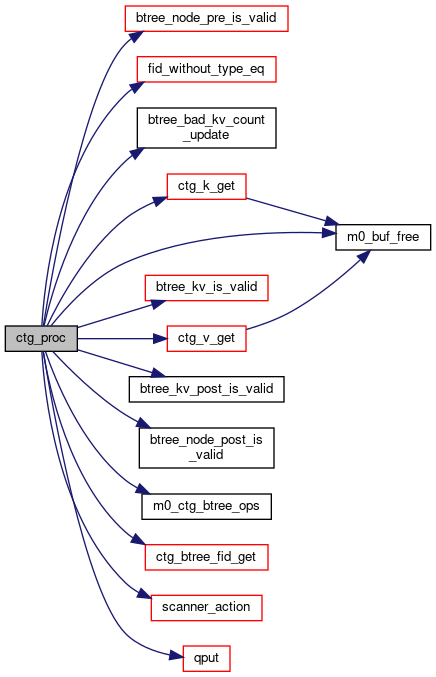 btree_node_pre_is_valid
fid_without_type_eq
btree_bad_kv_count
_update
ctg_k_get
m0_buf_free
btree_kv_is_valid
ctg_proc
ctg_v_get
btree_kv_post_is_valid
btree_node_post_is
_valid
m0_ctg_btree_ops
ctg_btree_fid_get
scanner_action
qput